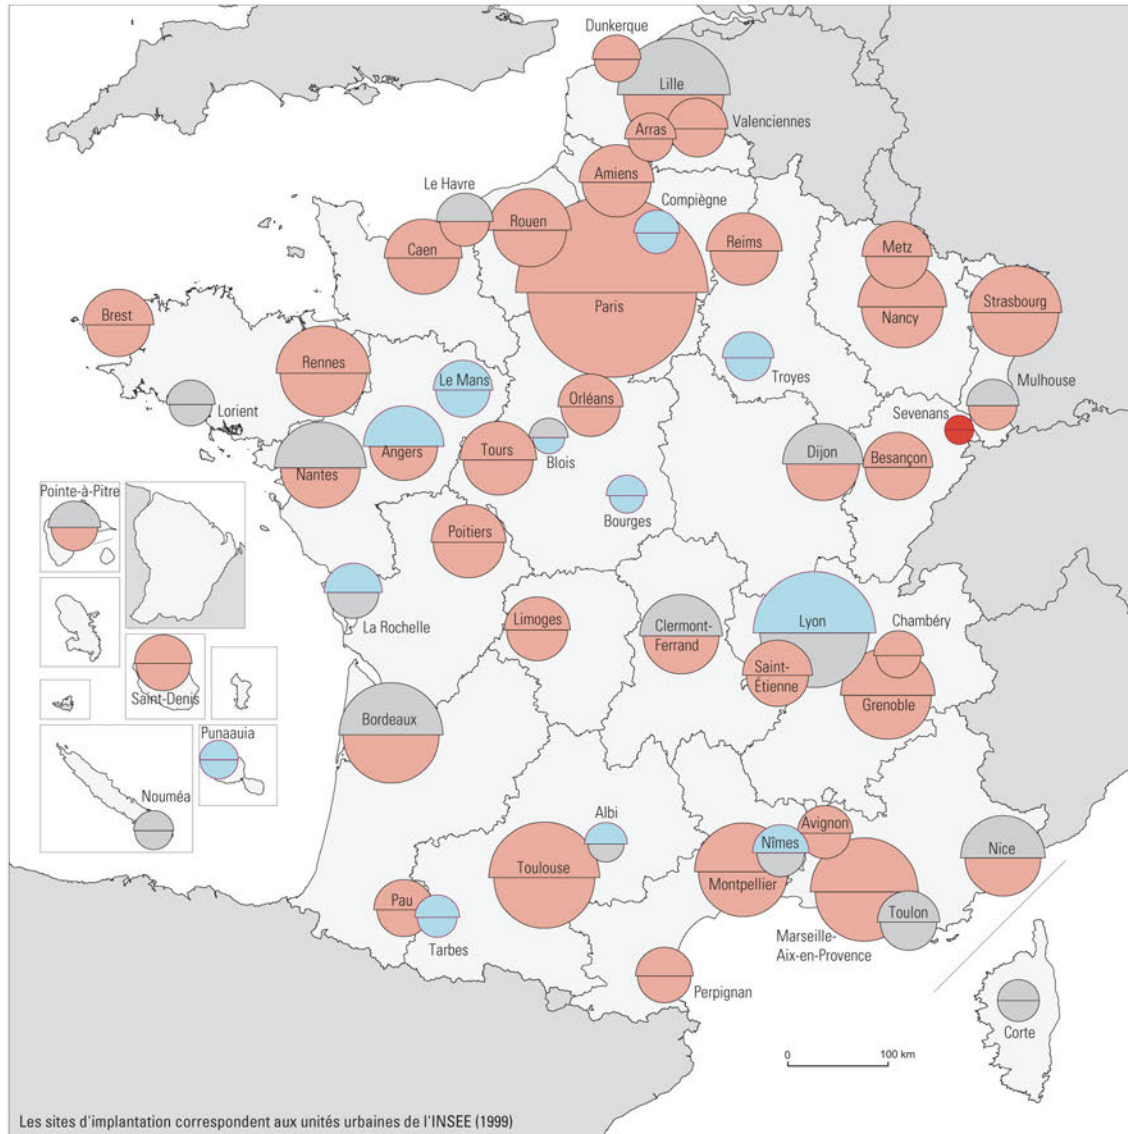 Dunkerque
Lille
Valenciennes
Arras
Amiens
Compiègne
Le Havre
Rouen
Caen
Reims
Metz
Nancy
Strasbourg
Paris
Brest
Rennes
Le Mans
Troyes
Mulhouse
Sevenans
Lorient
Orléans
Angers
Tours
Blois
Dijon
Besançon
Nantes
Bourges
Pointe-à-Pitre
Poitiers
La Rochelle
Limoges
Clermont-
Ferrand
Lyon
Chambéry
Saint-
Étienne
Grenoble
Saint-Denis
Bordeaux
Punaauia
Nouméa
Albi
Toulouse
Avignon
Nîmes
Montpellier
Nice
Pau
Tarbes
Toulon
Marseille-
Aix-en-Provence
Perpignan
Corte
0
100 km
Les sites d'implantation correspondent aux unités urbaines de l'INSEE (1999)